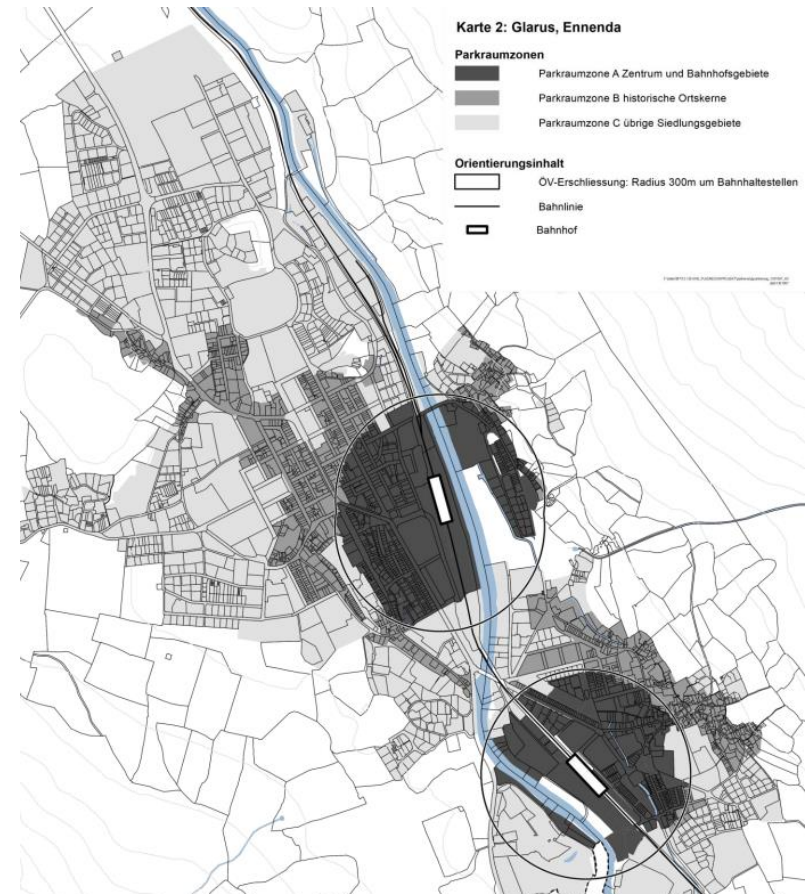 Karte 2: Glarus, Ennenda
Parkraumzonen
Parkraumzone A Zentrum und Bahnhofsgebiete
Parkraumzone B historische Ortskerne
Parkraumzone C übrige Siedlungsgebiete
Orientierungsinhalt
ÖV-Erschliessung: Radius 300m um Bahnhaltestellen
Bahnlinie
Bahnhof